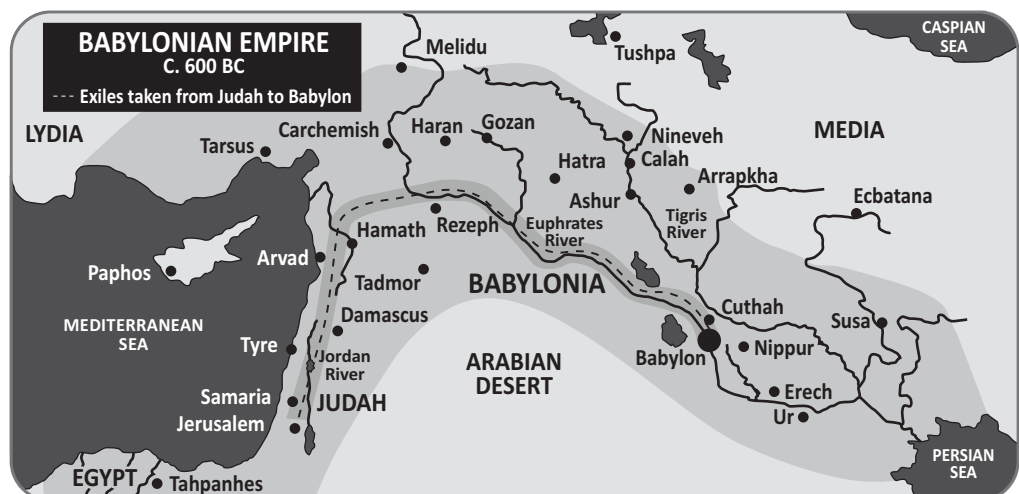 BABYLONIAN EMPIRE
C. 600 BC
--- Exiles taken from Judah to Babylon
CASPIAN
SEA
Tushpa
Melidu
LYDIA
MEDIA
Tarsus
Carchemish
Haran
Gozan
Nineveh
Calah
Hatra
Arrapkha
Ashur
Ecbatana
Tigris
River
Euphrates
River
Rezeph
Hamath
Arvad
Paphos
Tadmor
BABYLONIA
Cuthah
Damascus
MEDITERRANEAN
SEA
Susa
Tyre
Jordan
River
ARABIAN
DESERT
Babylon
Nippur
Samaria
JUDAH
Jerusalem
Erech
Ur
PERSIAN
SEA
EGYPT
Tahpanhes